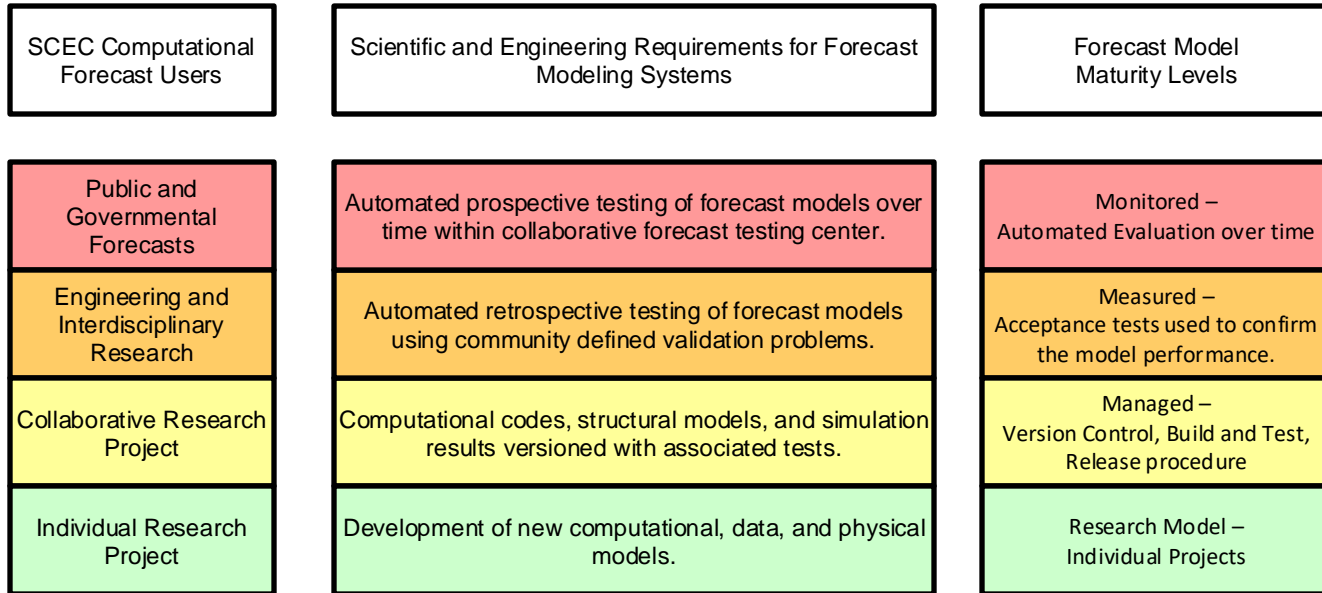 SCEC Computational
Forecast Users
Scientific and Engineering Requirements for Forecast
Modeling Systems
Forecast Model
Maturity Levels
Public and
Governmental
Forecasts
Automated prospective testing of forecast models over
time within collaborative forecast testing center.
Monitored –
Automated Evaluation over time
Engineering and
Interdisciplinary
Research
Automated retrospective testing of forecast models
using community defined validation problems.
Measured –
Acceptance tests used to confirm
the model performance.
Collaborative Research
Project
Computational codes, structural models, and simulation
results versioned with associated tests.
Managed –
Version Control, Build and Test,
Release procedure
Individual Research
Project
Development of new computational, data, and physical
models.
Research Model –
Individual Projects